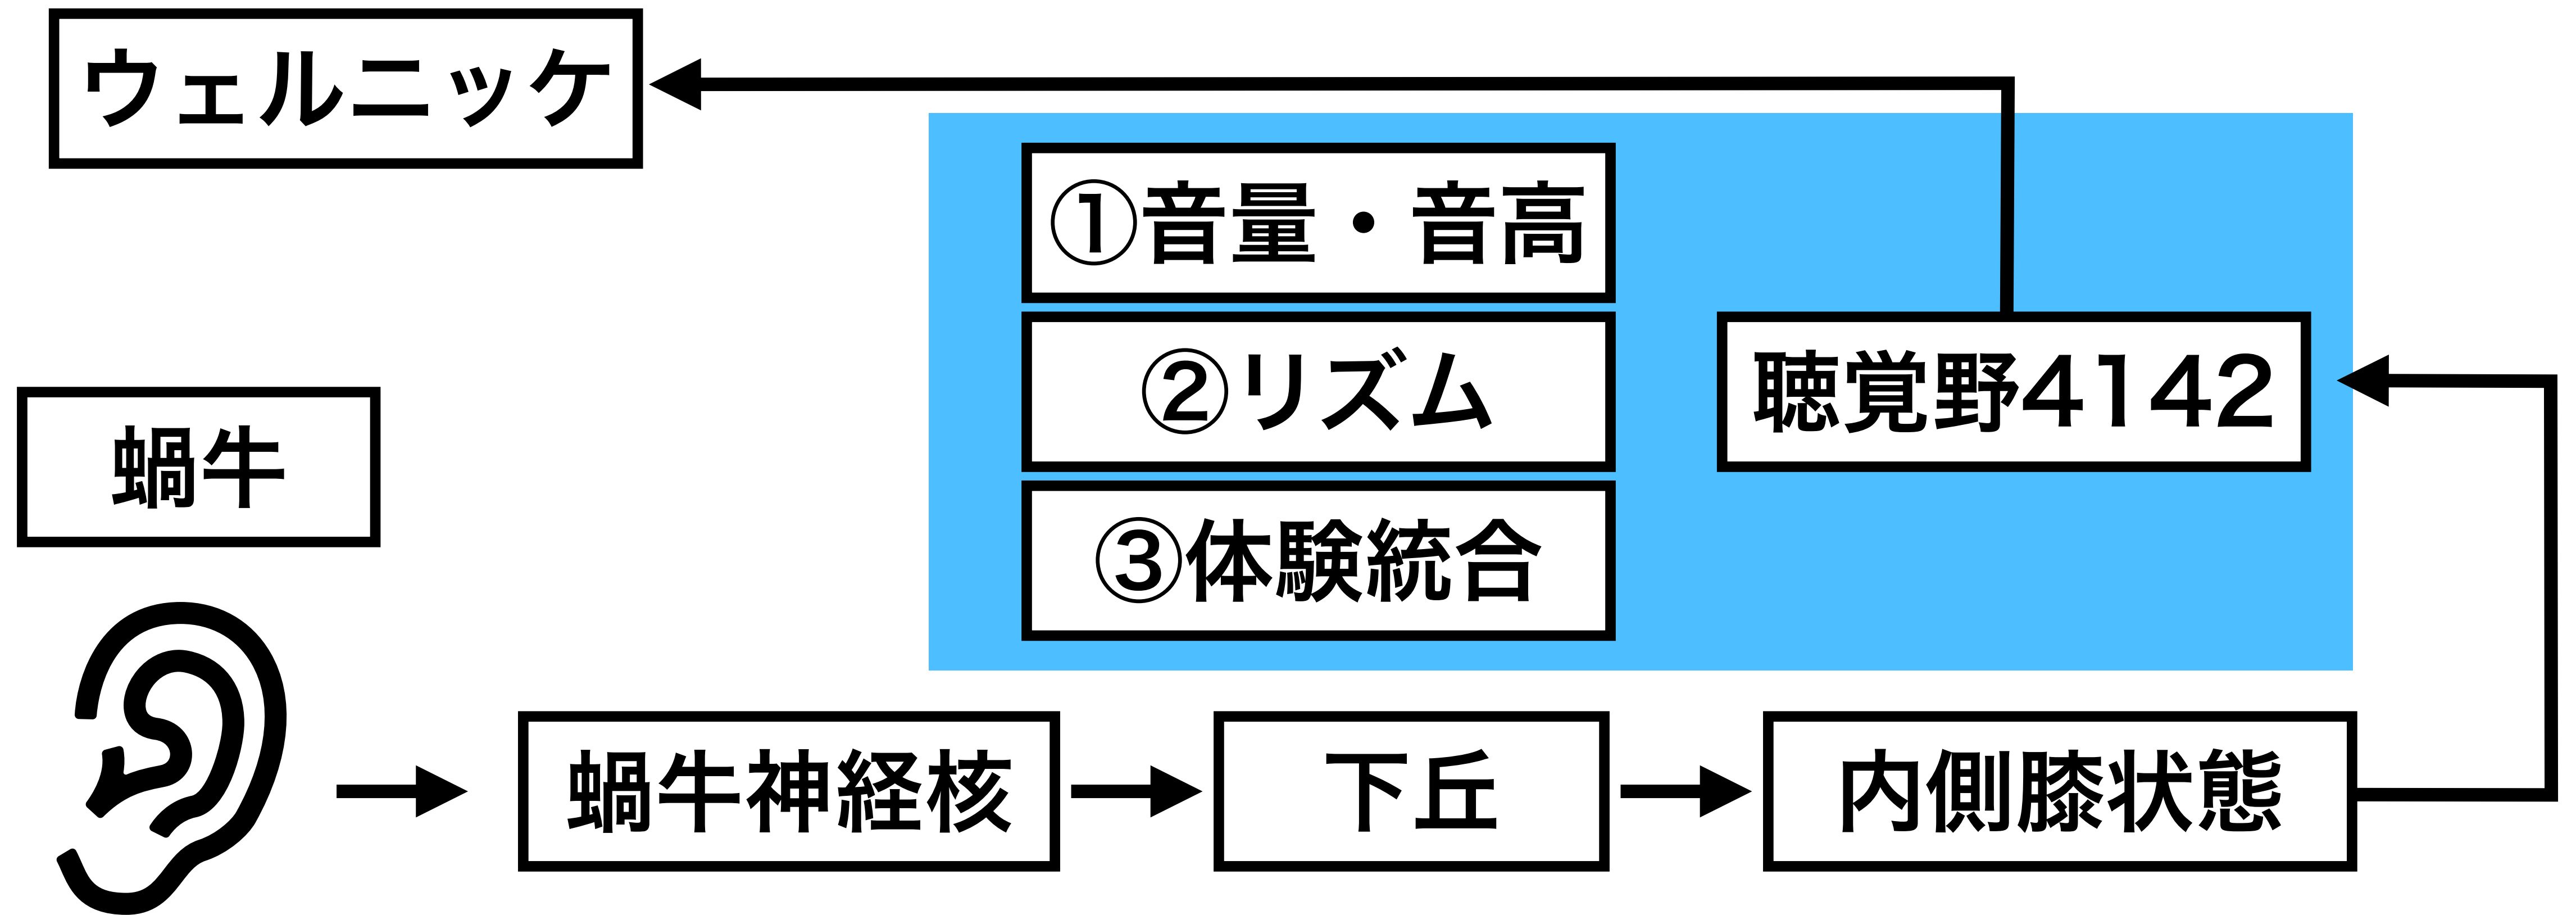 ウェルニッケ
①音量・音高
②リズム
聴覚野4142
③体験統合
蝸牛
蝸牛神経核
下丘
内側膝状態